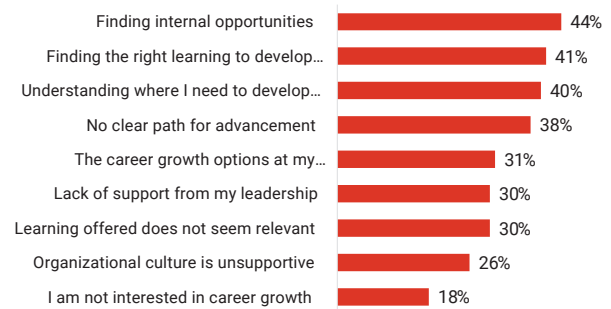 Finding internal opportunities 44%
Finding the right learning to develop… 41%
Understanding where I need to develop… 40%
No clear path for advancement 38%
The career growth options at my… 31%
Lack of support from my leadership 30%
Learning offered does not seem relevant 30%
Organizational culture is unsupportive 26%
I am not interested in career growth 18%